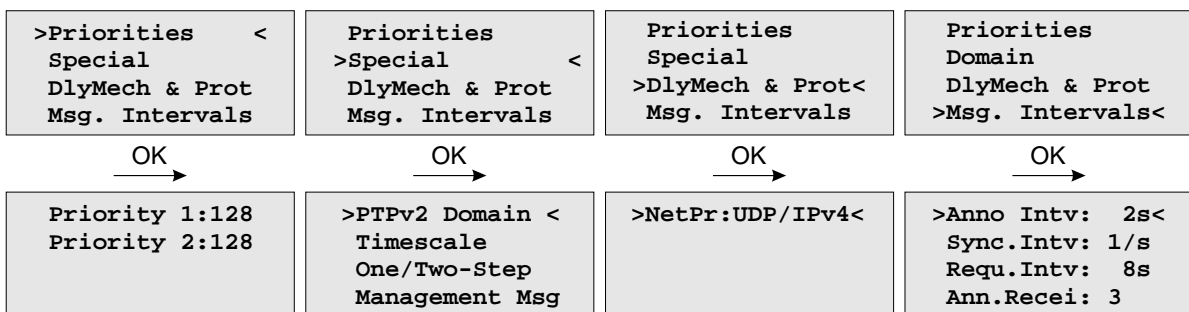 >Priorities <
Special
DlyMech & Prot
Msg. Intervals
Priorities
>Special <
DlyMech & Prot
Msg. Intervals
Priorities
Special
>DlyMech & Prot<
Msg. Intervals
Priorities
Domain
DlyMech & Prot
>Msg. Intervals<
OK
OK
OK
OK
Priority 1:128
Priority 2:128
>PTPv2 Domain <
Timescale
One/Two-Step
Management Msg
>NetPr:UDP/IPv4<
>Anno Intv: 2s<
Sync.Intv: 1/s
Requ.Intv: 8s
Ann.Recei: 3